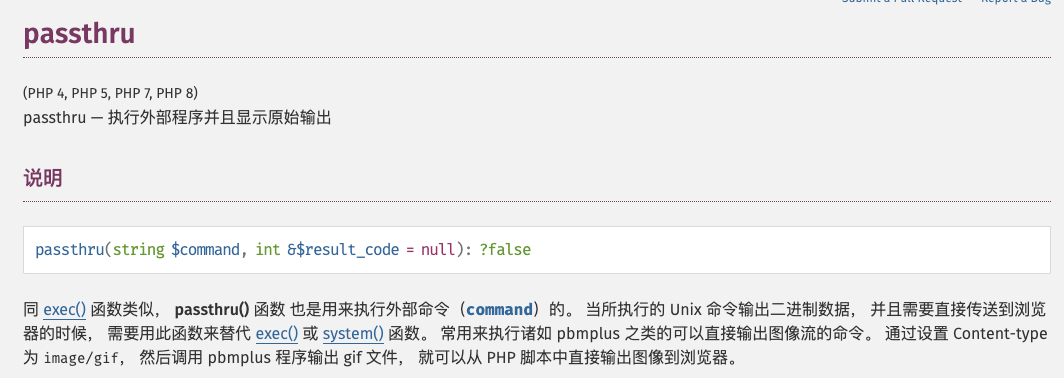 Submit a Pull Request Report a Bug
passthru
(PHP 4, PHP 5, PHP 7, PHP 8)
passthru — 执行外部程序并且显示原始输出
说明
passthru(string $command, int &$result_code = null): ?false
同 exec() 函数类似， passthru() 函数 也是用来执行外部命令（command）的。 当所执行的 Unix 命令输出二进制数据， 并且需要直接传送到浏览
器的时候， 需要用此函数来替代 exec() 或 system() 函数。 常用来执行诸如 pbmplus 之类的可以直接输出图像流的命令。 通过设置 Content-type
为 image/gif， 然后调用 pbmplus 程序输出 gif 文件， 就可以从 PHP 脚本中直接输出图像到浏览器。